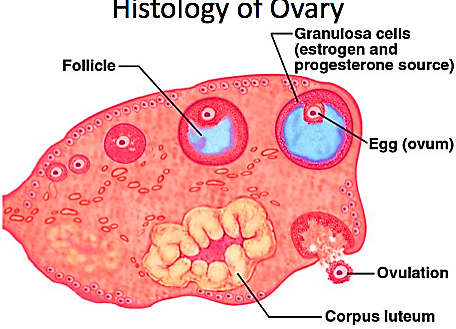 Histology of Ovary
Granulosa cells
(estrogen and
progesterone source)
Follicle
Egg (ovum)
Ovulation
Corpus luteum